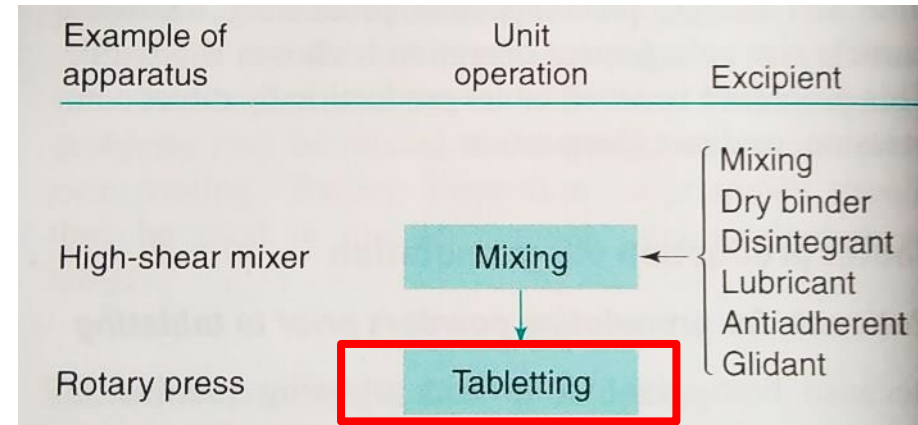 Example of apparatus
Unit operation
Excipient
Mixing
Dry binder
Disintegrant
Lubricant
Antiadherent
Glidant
High-shear mixer
Mixing
Rotary press
Tabletting